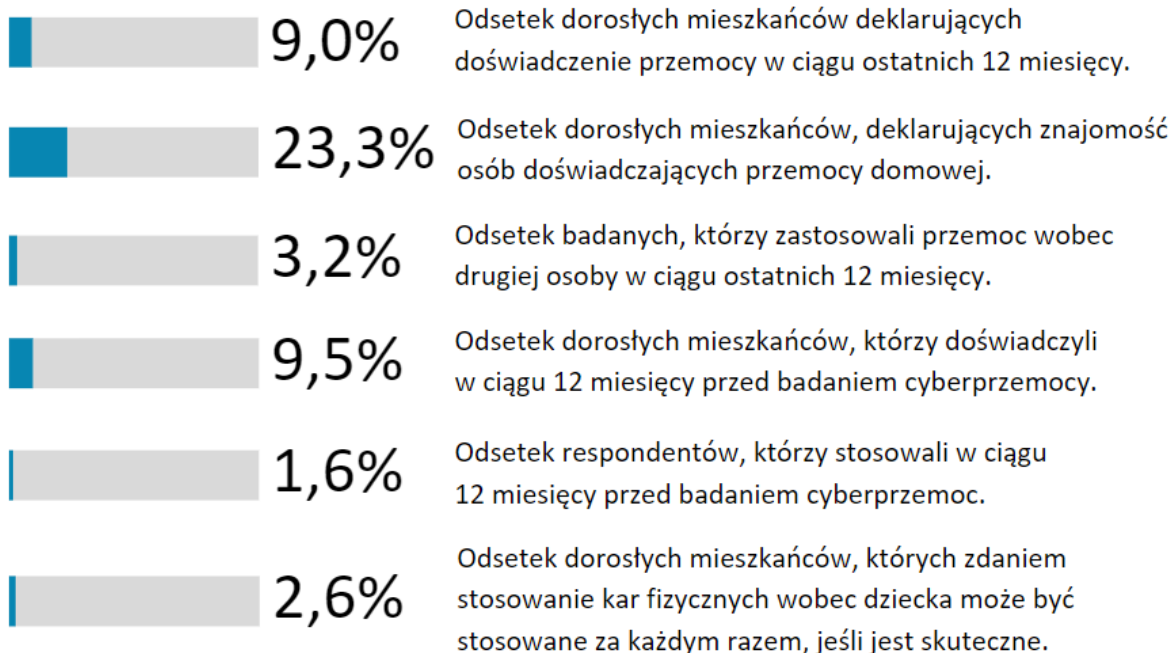 9,0%
Odsetek dorosłych mieszkańców deklarujących
doświadczenie przemocy w ciągu ostatnich 12 miesięcy.
23,3%
Odsetek dorosłych mieszkańców, deklarujących znajomość
osób doświadczających przemocy domowej.
3,2%
Odsetek badanych, którzy zastosowali przemoc wobec
drugiej osoby w ciągu ostatnich 12 miesięcy.
9,5%
Odsetek dorosłych mieszkańców, którzy doświadczyli
w ciągu 12 miesięcy przed badaniem cyberprzemocy.
1,6%
Odsetek respondentów, którzy stosowali w ciągu
12 miesięcy przed badaniem cyberprzemoc.
2,6%
Odsetek dorosłych mieszkańców, których zdaniem
stosowanie kar fizycznych wobec dziecka może być
stosowane za każdym razem, jeśli jest skuteczne.